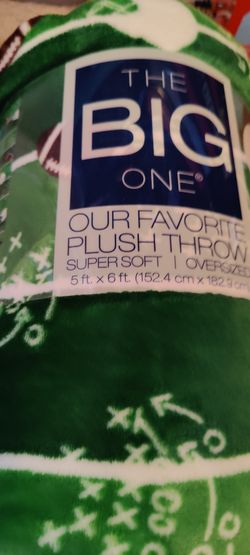 THE
BIG
ONE®
OUR FAVORITE
PLUSH THROW
SUPER SOFT | OVERSIZED
5 ft. x 6 ft. (152.4 cm x 182.9 cm)